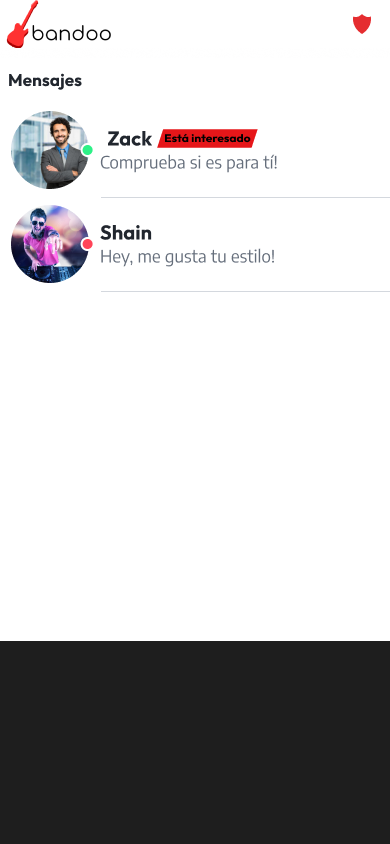 bandoo
Mensajes
Zack Está interesado
Comprueba si es para tí!
Shain
Hey, me gusta tu estilo!